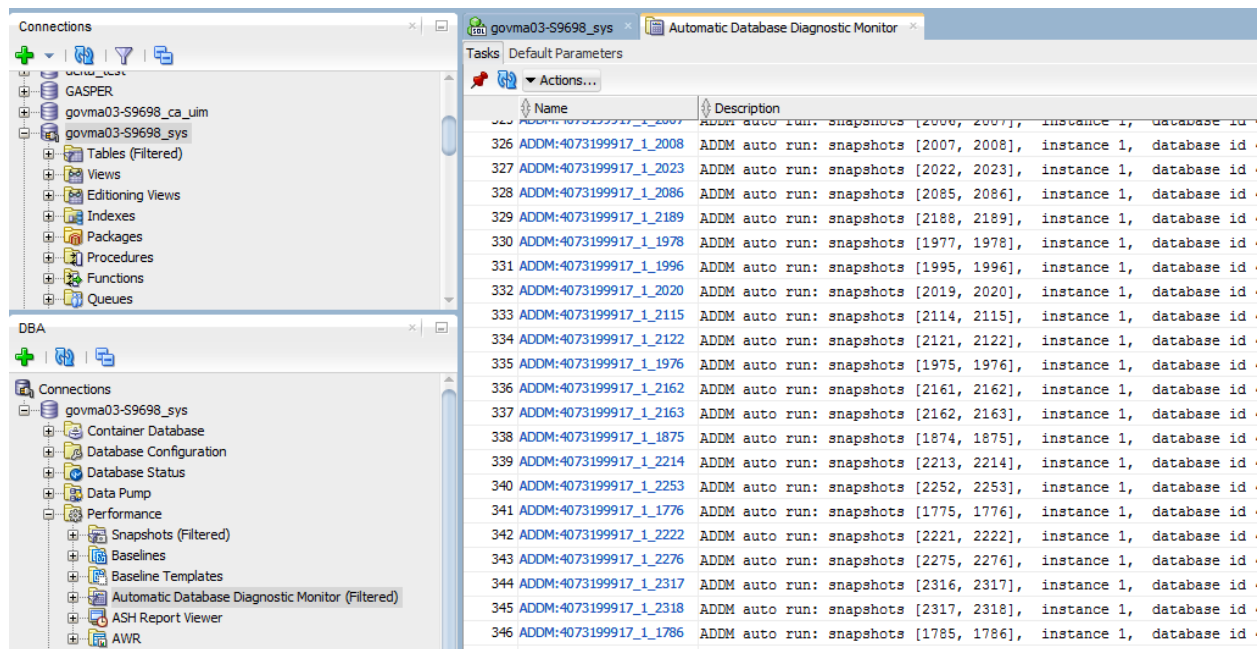 Connections
delta_test
GASPER
govma03-S9698_ca_uim
govma03-S9698_sys
Tables (Filtered)
Views
Editioning Views
Indexes
Packages
Procedures
Functions
Queues
DBA
Connections
govma03-S9698_sys
Container Database
Database Configuration
Database Status
Data Pump
Performance
Snapshots (Filtered)
Baselines
Baseline Templates
Automatic Database Diagnostic Monitor (Filtered)
ASH Report Viewer
AWR
govma03-S9698_sys Automatic Database Diagnostic Monitor
Tasks Default Parameters
Actions...
Name Description
325 ADDM:4073199917_1_2007 ADDM auto run: snapshots [2006, 2007], instance 1, database id
326 ADDM:4073199917_1_2008 ADDM auto run: snapshots [2007, 2008], instance 1, database id
327 ADDM:4073199917_1_2023 ADDM auto run: snapshots [2022, 2023], instance 1, database id
328 ADDM:4073199917_1_2086 ADDM auto run: snapshots [2085, 2086], instance 1, database id
329 ADDM:4073199917_1_2189 ADDM auto run: snapshots [2188, 2189], instance 1, database id
330 ADDM:4073199917_1_1978 ADDM auto run: snapshots [1977, 1978], instance 1, database id
331 ADDM:4073199917_1_1996 ADDM auto run: snapshots [1995, 1996], instance 1, database id
332 ADDM:4073199917_1_2020 ADDM auto run: snapshots [2019, 2020], instance 1, database id
333 ADDM:4073199917_1_2115 ADDM auto run: snapshots [2114, 2115], instance 1, database id
334 ADDM:4073199917_1_2122 ADDM auto run: snapshots [2121, 2122], instance 1, database id
335 ADDM:4073199917_1_1976 ADDM auto run: snapshots [1975, 1976], instance 1, database id
336 ADDM:4073199917_1_2162 ADDM auto run: snapshots [2161, 2162], instance 1, database id
337 ADDM:4073199917_1_2163 ADDM auto run: snapshots [2162, 2163], instance 1, database id
338 ADDM:4073199917_1_1875 ADDM auto run: snapshots [1874, 1875], instance 1, database id
339 ADDM:4073199917_1_2214 ADDM auto run: snapshots [2213, 2214], instance 1, database id
340 ADDM:4073199917_1_2253 ADDM auto run: snapshots [2252, 2253], instance 1, database id
341 ADDM:4073199917_1_1776 ADDM auto run: snapshots [1775, 1776], instance 1, database id
342 ADDM:4073199917_1_2222 ADDM auto run: snapshots [2221, 2222], instance 1, database id
343 ADDM:4073199917_1_2276 ADDM auto run: snapshots [2275, 2276], instance 1, database id
344 ADDM:4073199917_1_2317 ADDM auto run: snapshots [2316, 2317], instance 1, database id
345 ADDM:4073199917_1_2318 ADDM auto run: snapshots [2317, 2318], instance 1, database id
346 ADDM:4073199917_1_1786 ADDM auto run: snapshots [1785, 1786], instance 1, database id